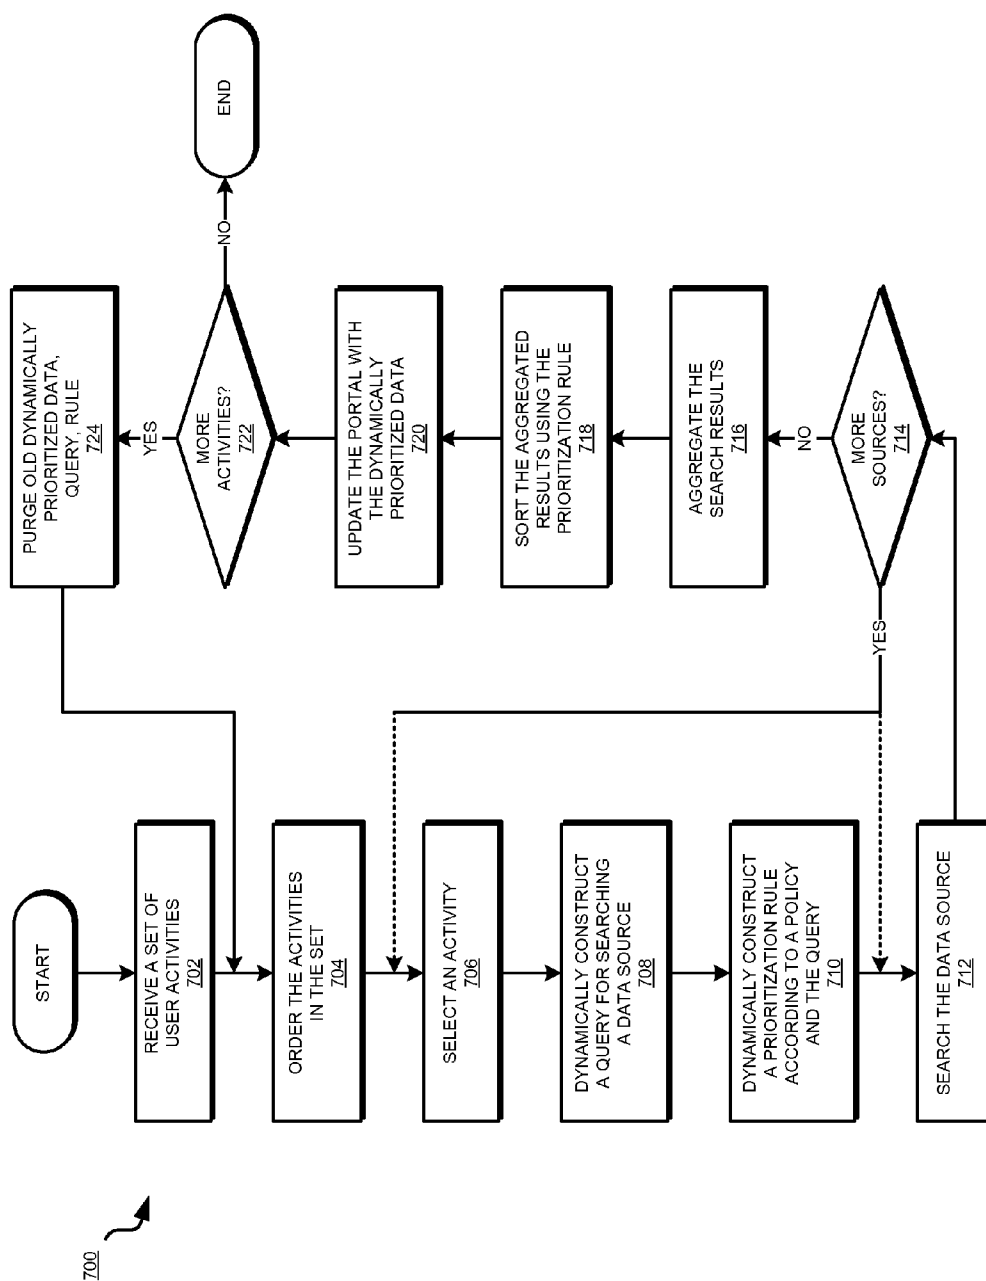 700
START
RECEIVE A SET OF
USER ACTIVITIES
702
ORDER THE ACTIVITIES
IN THE SET
704
SELECT AN ACTIVITY
706
DYNAMICALLY CONSTRUCT
A QUERY FOR SEARCHING
A DATA SOURCE
708
DYNAMICALLY CONSTRUCT
A PRIORITIZATION RULE
ACCORDING TO A POLICY
AND THE QUERY
710
SEARCH THE DATA SOURCE
712
MORE
SOURCES?
714
YES
NO
AGGREGATE THE
SEARCH RESULTS
716
SORT THE AGGREGATED
RESULTS USING THE
PRIORITIZATION RULE
718
UPDATE THE PORTAL WITH
THE DYNAMICALLY
PRIORITIZED DATA
720
MORE
ACTIVITIES?
722
YES
NO
PURGE OLD DYNAMICALLY
PRIORITIZED DATA,
QUERY, RULE
724
END